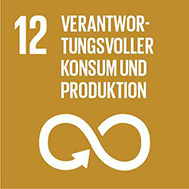 12 VERANTWOR-
TUNGSVOLLER
KONSUM UND
PRODUKTION